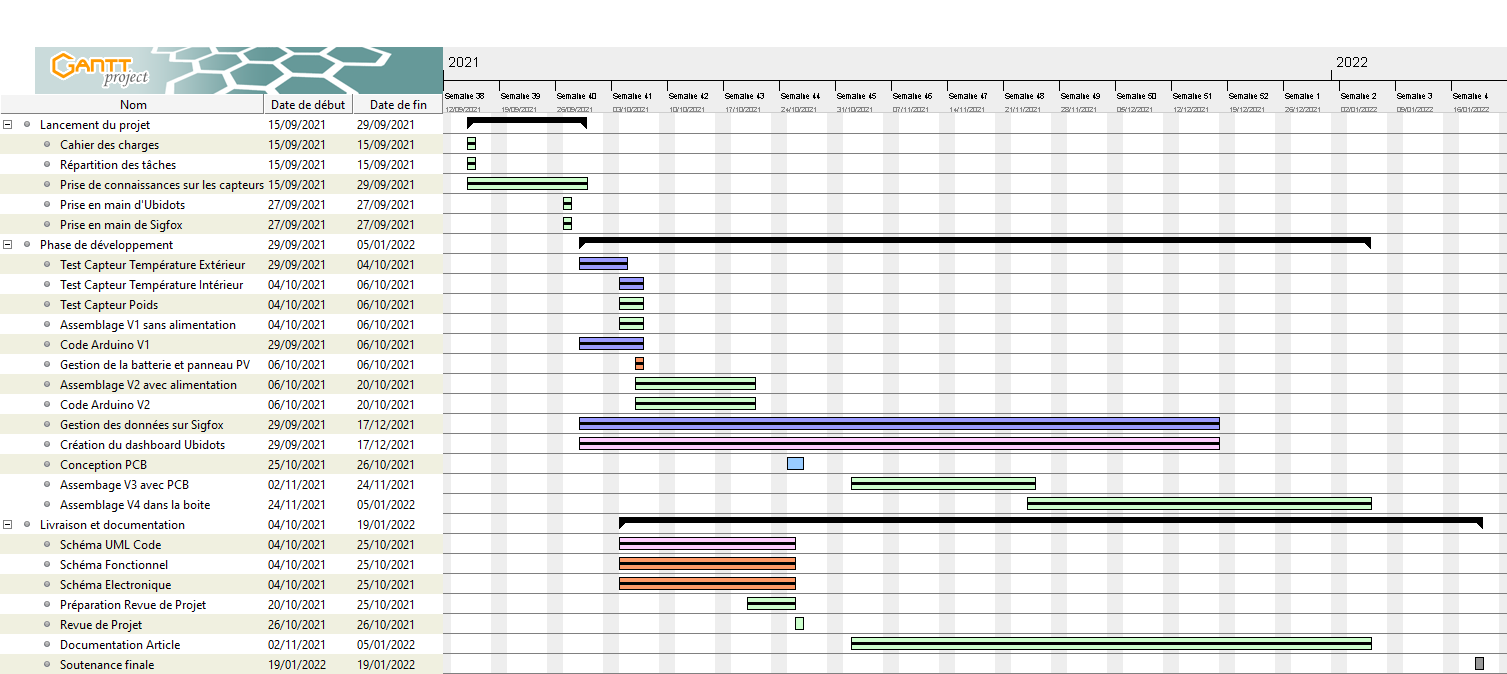 GANTT project
2021 2022
Semaine 38 Semaine 39 Semaine 40 Semaine 41 Semaine 42 Semaine 43 Semaine 44 Semaine 45 Semaine 46 Semaine 47 Semaine 48 Semaine 49 Semaine 50 Semaine 51 Semaine 52 Semaine 1 Semaine 2 Semaine 3 Semaine 4
Nom Date de début Date de fin 12/09/2021 19/09/2021 26/09/2021 03/10/2021 10/10/2021 17/10/2021 24/10/2021 31/10/2021 07/11/2021 14/11/2021 21/11/2021 28/11/2021 05/12/2021 12/12/2021 19/12/2021 26/12/2021 02/01/2022 09/01/2022 16/01/2022
Lancement du projet 15/09/2021 29/09/2021
Cahier des charges 15/09/2021 15/09/2021
Répartition des tâches 15/09/2021 15/09/2021
Prise de connaissances sur les capteurs 15/09/2021 29/09/2021
Prise en main d'Ubidots 27/09/2021 27/09/2021
Prise en main de Sigfox 27/09/2021 27/09/2021
Phase de développement 29/09/2021 05/01/2022
Test Capteur Température Extérieur 29/09/2021 04/10/2021
Test Capteur Température Intérieur 04/10/2021 06/10/2021
Test Capteur Poids 04/10/2021 06/10/2021
Assemblage V1 sans alimentation 04/10/2021 06/10/2021
Code Arduino V1 29/09/2021 06/10/2021
Gestion de la batterie et panneau PV 06/10/2021 06/10/2021
Assemblage V2 avec alimentation 06/10/2021 20/10/2021
Code Arduino V2 06/10/2021 20/10/2021
Gestion des données sur Sigfox 29/09/2021 17/12/2021
Création du dashboard Ubidots 29/09/2021 17/12/2021
Conception PCB 25/10/2021 26/10/2021
Assembage V3 avec PCB 02/11/2021 24/11/2021
Assemblage V4 dans la boite 24/11/2021 05/01/2022
Livraison et documentation 04/10/2021 19/01/2022
Schéma UML Code 04/10/2021 25/10/2021
Schéma Fonctionnel 04/10/2021 25/10/2021
Schéma Electronique 04/10/2021 25/10/2021
Préparation Revue de Projet 20/10/2021 25/10/2021
Revue de Projet 26/10/2021 26/10/2021
Documentation Article 02/11/2021 05/01/2022
Soutenance finale 19/01/2022 19/01/2022